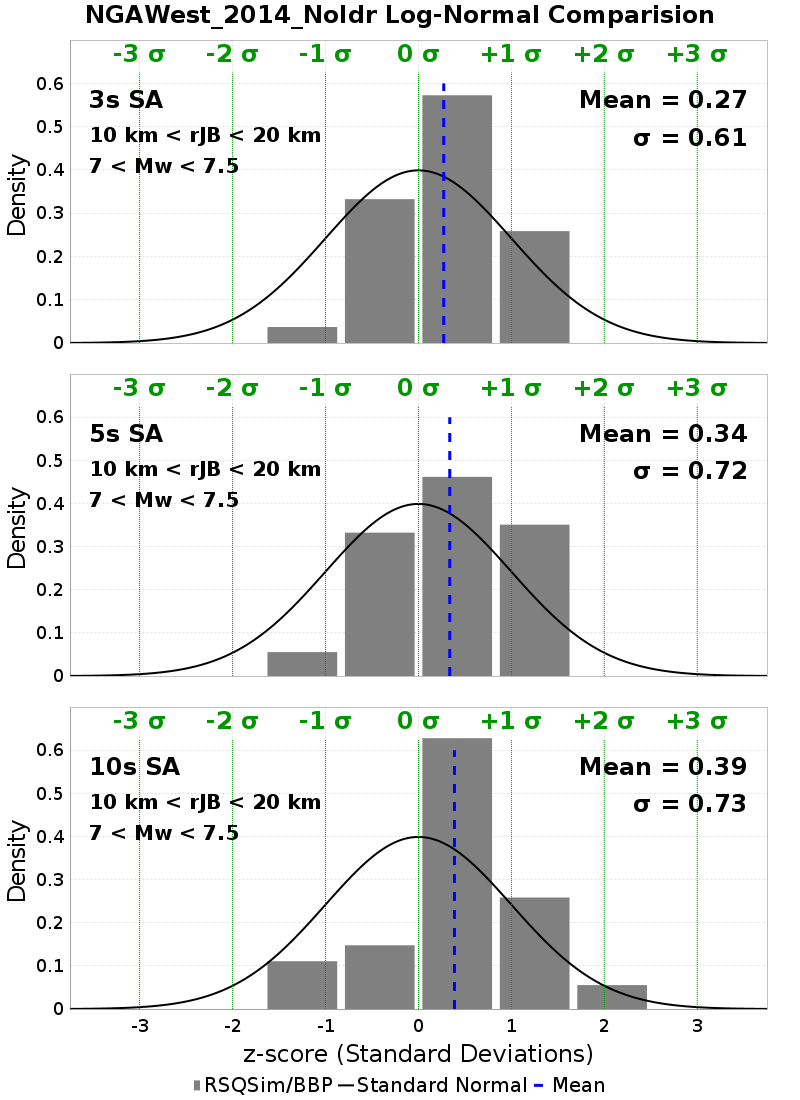 NGAWest_2014_NoIdr Log-Normal Comparision
-3 σ -2 σ -1 σ 0 σ +1 σ +2 σ +3 σ
3s SA
10 km < rJB < 20 km
7 < Mw < 7.5
Mean = 0.27
σ = 0.61
Density
0.6
0.5
0.4
0.3
0.2
0.1
0
-3 σ -2 σ -1 σ 0 σ +1 σ +2 σ +3 σ
5s SA
10 km < rJB < 20 km
7 < Mw < 7.5
Mean = 0.34
σ = 0.72
Density
0.6
0.5
0.4
0.3
0.2
0.1
0
-3 σ -2 σ -1 σ 0 σ +1 σ +2 σ +3 σ
10s SA
10 km < rJB < 20 km
7 < Mw < 7.5
Mean = 0.39
σ = 0.73
Density
0.6
0.5
0.4
0.3
0.2
0.1
0
-3 -2 -1 0 1 2 3
z-score (Standard Deviations)
RSQSim/BBP Standard Normal Mean